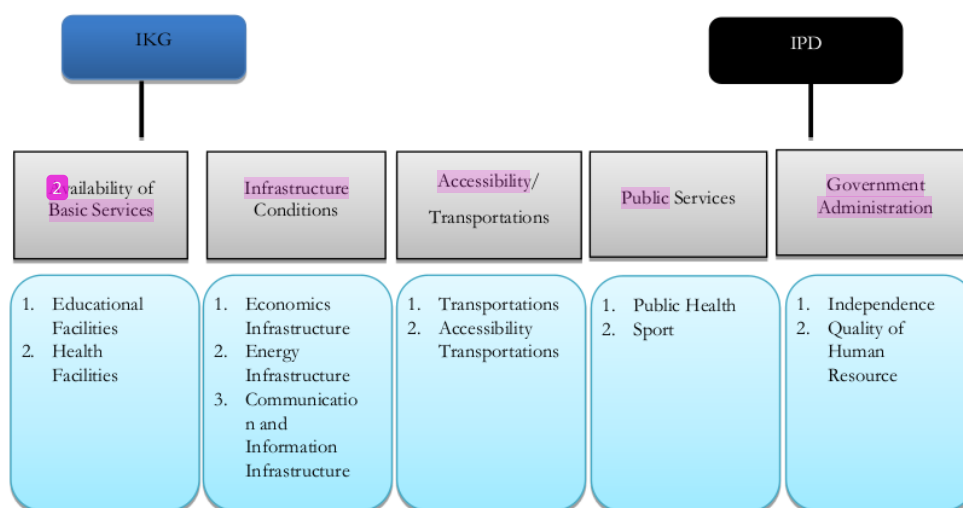 IKG
IPD
2vailability of
Basic Services
Infrastructure
Conditions
Accessibility/
Transportations
Public Services
Government
Administration
1. Educational
Facilities
2. Health
Facilities
1. Economics
Infrastructure
2. Energy
Infrastructure
3. Communicatio
n and
Information
Infrastructure
1. Transportations
2. Accessibility
Transportations
1. Public Health
2. Sport
1. Independence
2. Quality of
Human
Resource